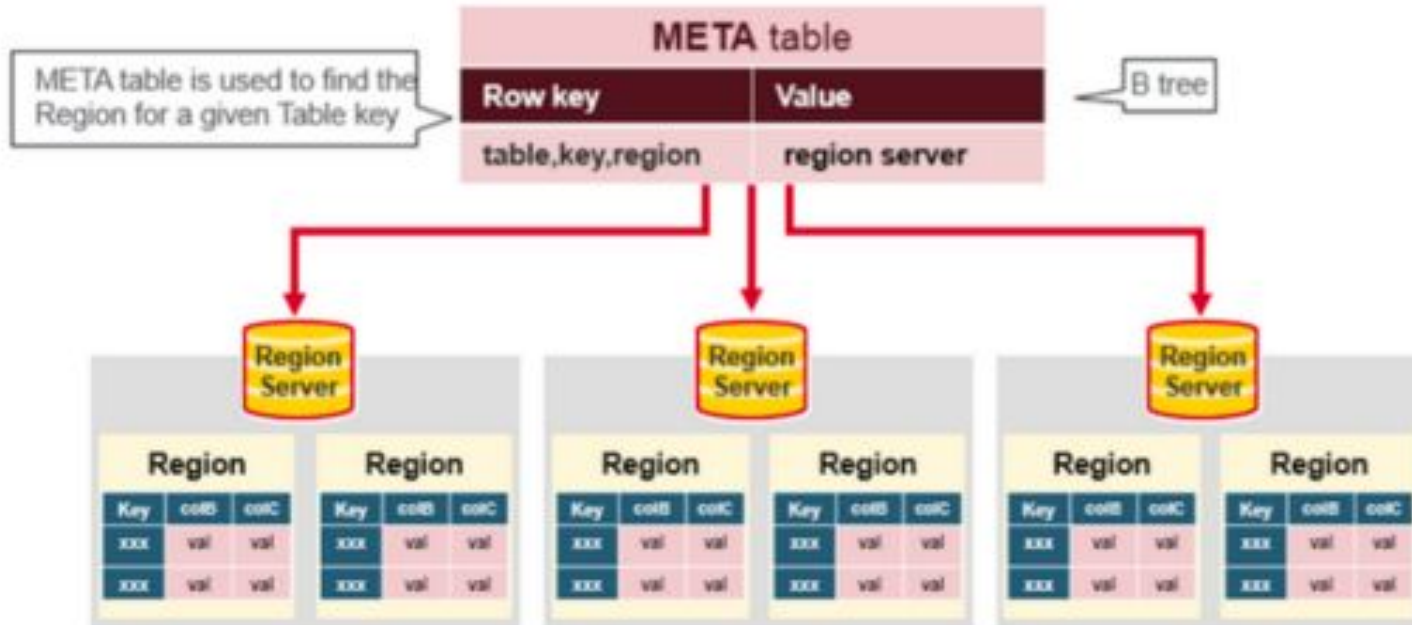 META table
META table is used to find the
Region for a given Table key
Row key Value
B tree
table,key,region region server
Region
Server
Region
Server
Region
Server
Region Region Region Region Region Region
Key colB colC Key colB colC Key colB colC Key colB colC Key colB colC Key colB colC
xxx val val xxx val val xxx val val xxx val val xxx val val xxx val val
xxx val val xxx val val xxx val val xxx val val xxx val val xxx val val